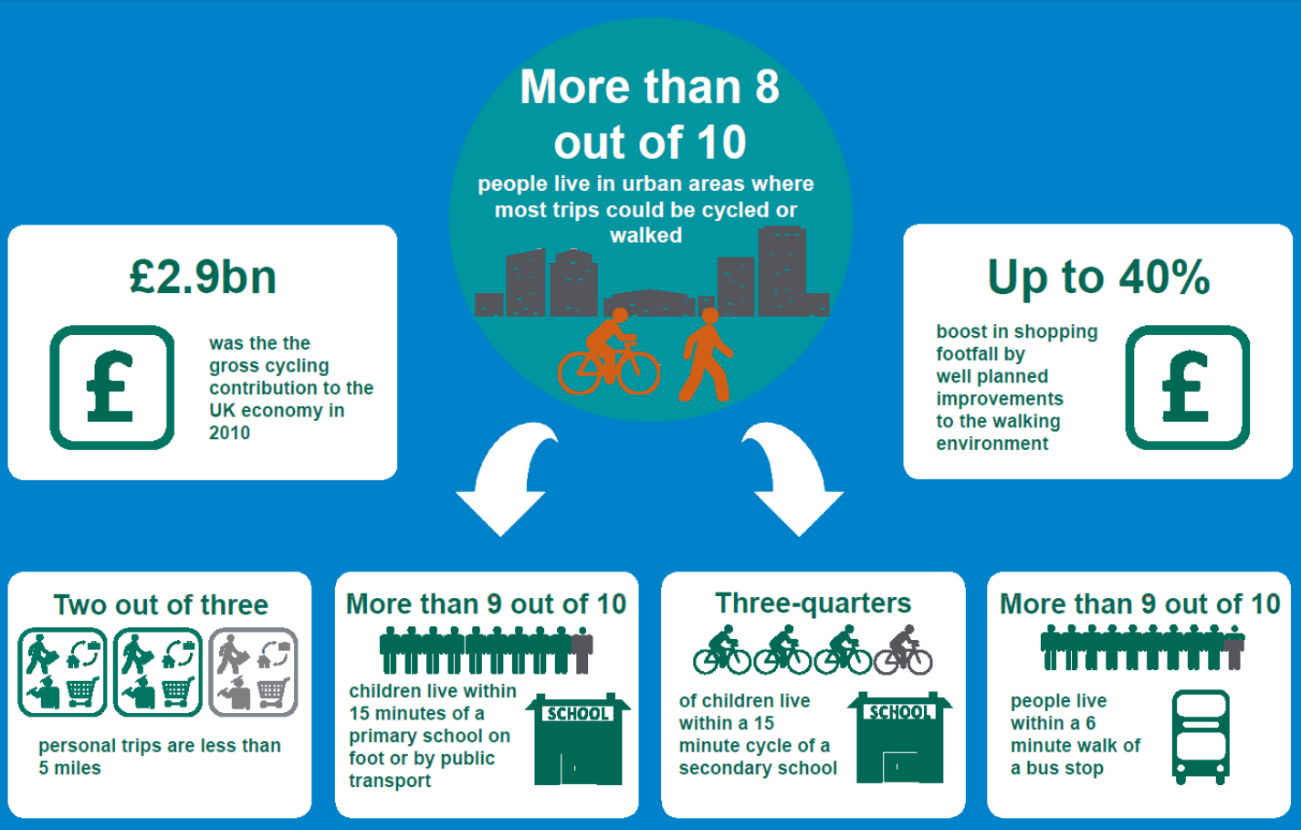 More than 8
out of 10
people live in urban areas where
most trips could be cycled or
walked
£2.9bn
£
was the the
gross cycling
contribution to the
UK economy in
2010
Up to 40%
boost in shopping
footfall by
well planned
improvements
to the walking
environment
£
Two out of three
personal trips are less than
5 miles
More than 9 out of 10
children live within
15 minutes of a
primary school on
foot or by public
transport
SCHOOL
Three-quarters
of children live
within a 15
minute cycle of a
secondary school
SCHOOL
More than 9 out of 10
people live
within a 6
minute walk of
a bus stop